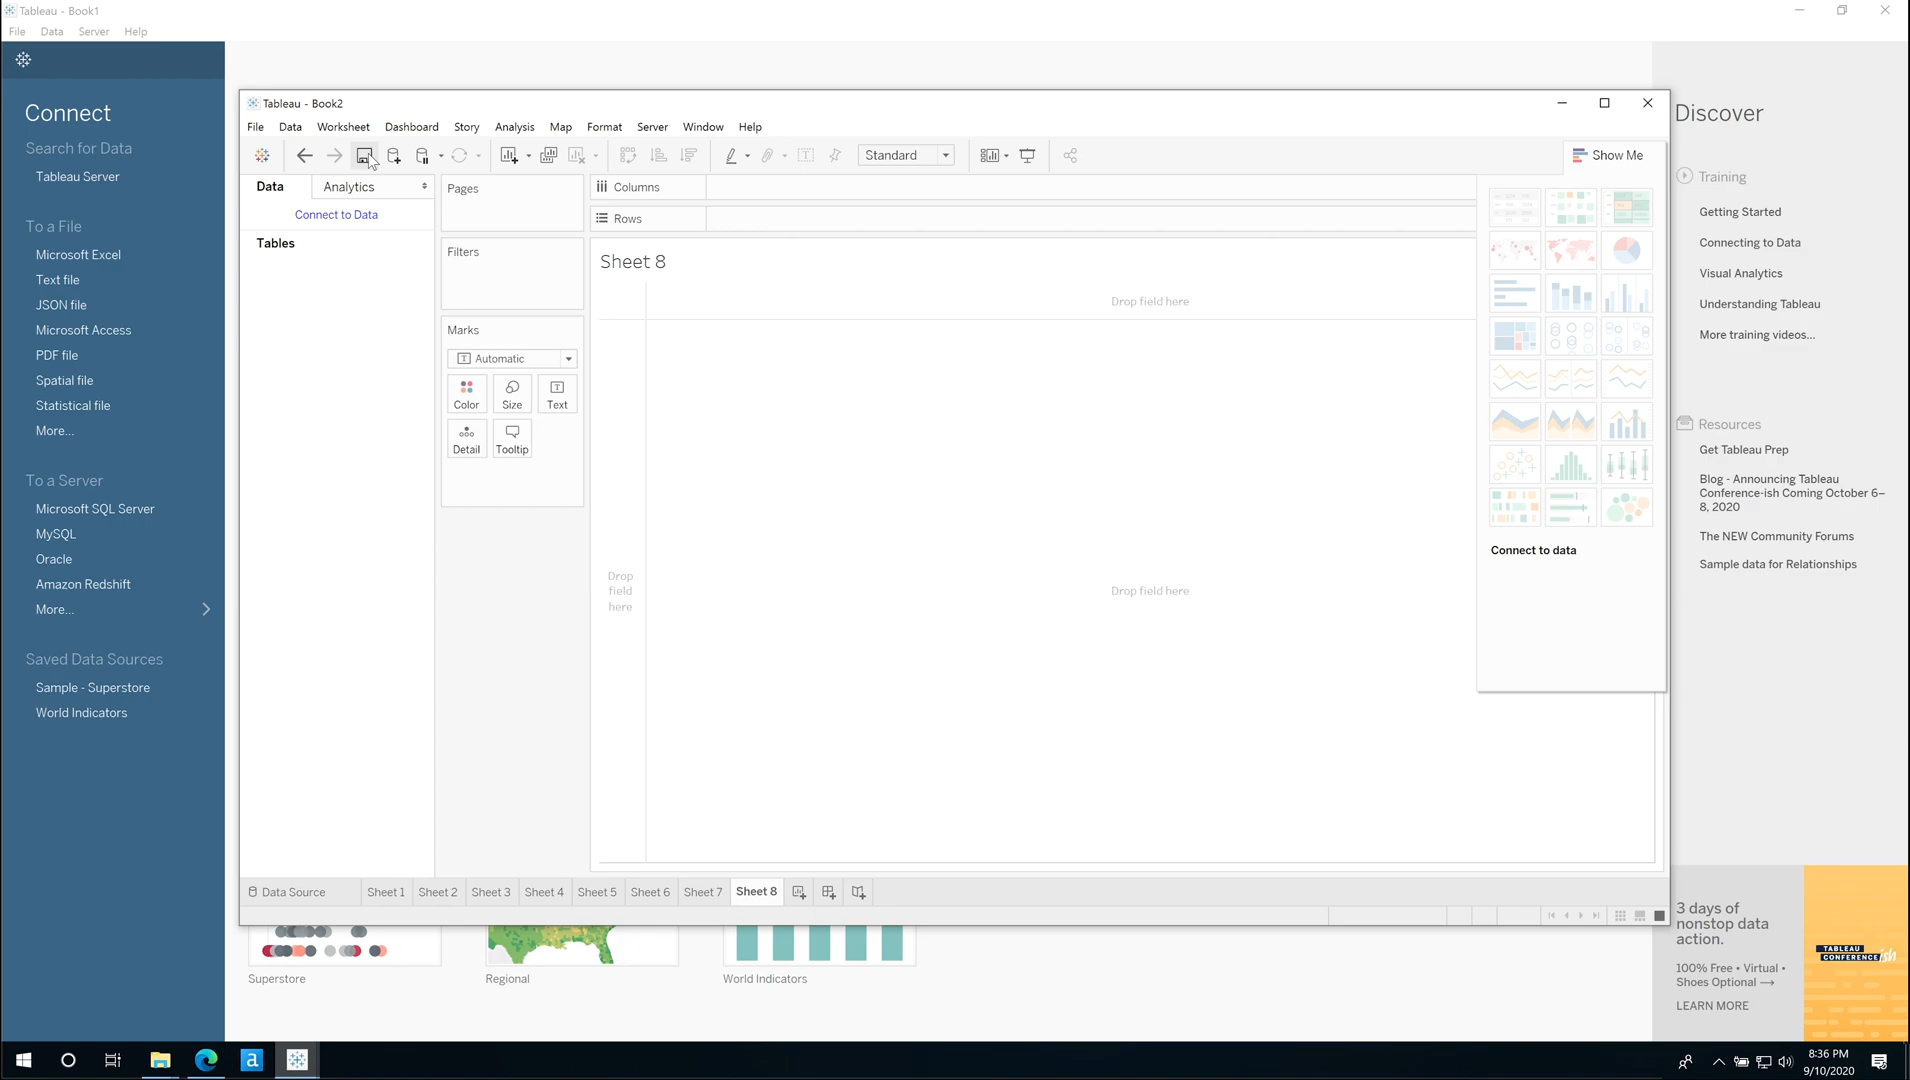 Tableau - Book1
File Data Server Help
Connect
Search for Data
Tableau Server
To a File
Microsoft Excel
Text file
JSON file
Microsoft Access
PDF file
Spatial file
Statistical file
More...
To a Server
Microsoft SQL Server
MySQL
Oracle
Amazon Redshift
More...
Saved Data Sources
Sample - Superstore
World Indicators
Tableau - Book2
File Data Worksheet Dashboard Story Analysis Map Format Server Window Help
Standard
Show Me
Data Analytics
Connect to Data
Tables
Pages
Filters
Marks
Automatic
Color Size Text
Detail Tooltip
Columns
Rows
Sheet 8
Drop field here
Drop
field
here
Drop field here
Connect to data
Data Source Sheet 1 Sheet 2 Sheet 3 Sheet 4 Sheet 5 Sheet 6 Sheet 7 Sheet 8
Superstore Regional World Indicators
Discover
Training
Getting Started
Connecting to Data
Visual Analytics
Understanding Tableau
More training videos...
Resources
Get Tableau Prep
Blog - Announcing Tableau
Conference-ish Coming October 6–
8, 2020
The NEW Community Forums
Sample data for Relationships
3 days of
nonstop data
action.
100% Free • Virtual •
Shoes Optional →
LEARN MORE
TABLEAU
CONFERENCE ish
a
8:36 PM
9/10/2020